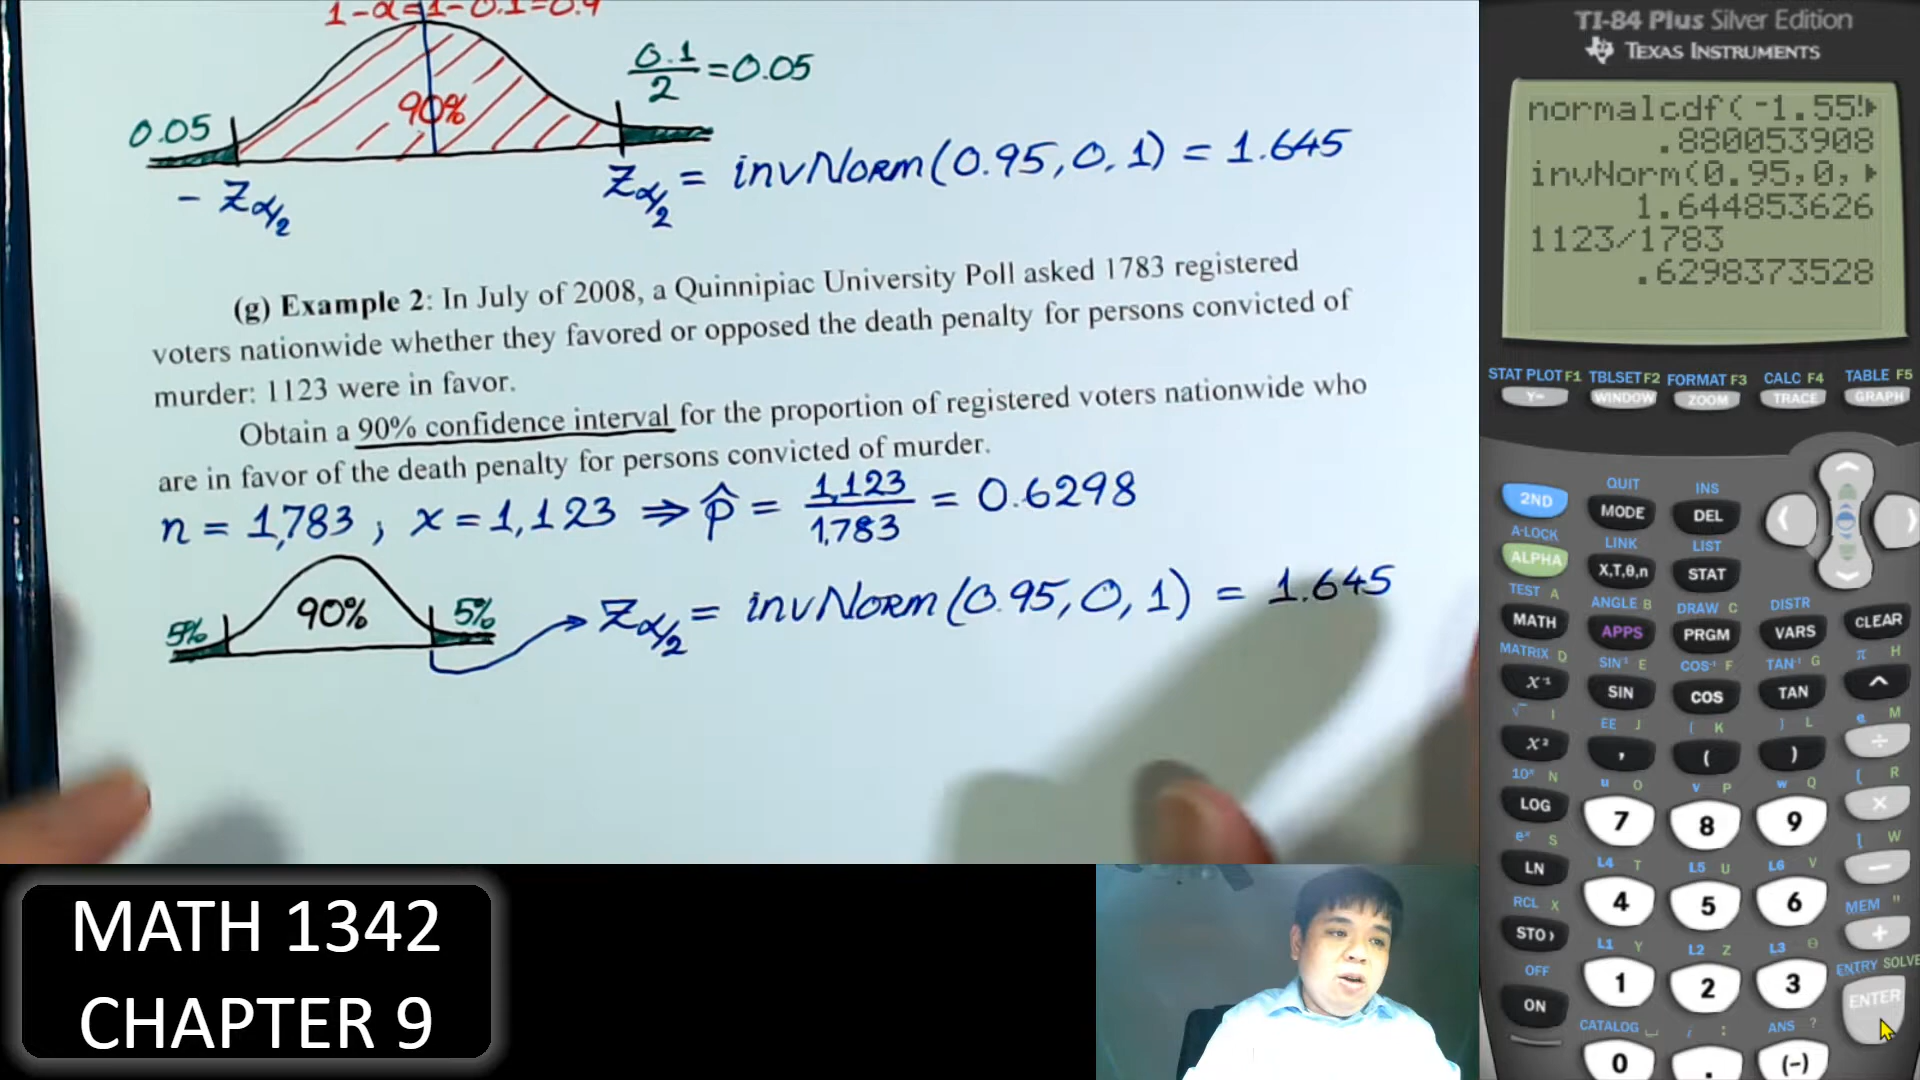 1-α=1-0.1=0.9
0.1/2=0.05
90%
0.05
-Zα/2
Zα/2 = invNorm(0.95,0,1) = 1.645
(g) Example 2: In July of 2008, a Quinnipiac University Poll asked 1783 registered
voters nationwide whether they favored or opposed the death penalty for persons convicted of
murder: 1123 were in favor.
Obtain a 90% confidence interval for the proportion of registered voters nationwide who
are in favor of the death penalty for persons convicted of murder.
n = 1,783 , x = 1,123 ⇒ p̂ = 1,123/1,783 = 0.6298
5%
90%
5%
Zα/2 = invNorm(0.95,0,1) = 1.645
MATH 1342
CHAPTER 9
TI-84 Plus Silver Edition
TEXAS INSTRUMENTS
normalcdf(-1.55
.880053908
invNorm(0.95,0,
1.644853626
1123/1783
.6298373528
STAT PLOT F1 TBLSET F2 FORMAT F3 CALC F4 TABLE F5
Y= WINDOW ZOOM TRACE GRAPH
QUIT INS
2ND MODE DEL
A-LOCK LINK LIST
ALPHA X,T,θ,n STAT
TEST A ANGLE B DRAW C DISTR
MATH APPS PRGM VARS CLEAR
MATRIX D SIN⁻¹ E COS⁻¹ F TAN⁻¹ G π H
x⁻¹ SIN COS TAN ^
√ I EE J { K } L e M
x² , ( ) ÷
10ˣ N u O v P w Q [ R
LOG 7 8 9 ×
eˣ S L4 T L5 U L6 V ] W
LN 4 5 6 −
RCL X L1 Y L2 Z L3 θ MEM "
STO› 1 2 3 +
OFF CATALOG i : ANS ? ENTRY SOLVE
ON 0 . (-) ENTER